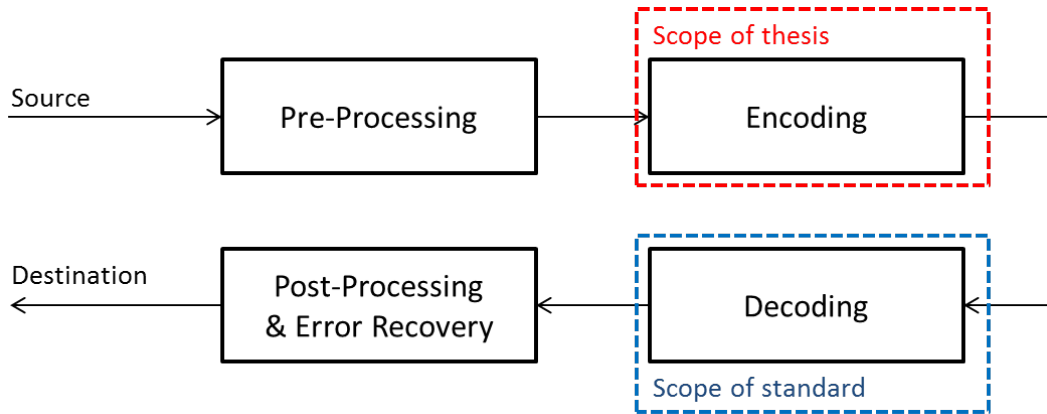 Scope of thesis
Source
Pre-Processing
Encoding
Destination
Post-Processing
& Error Recovery
Decoding
Scope of standard